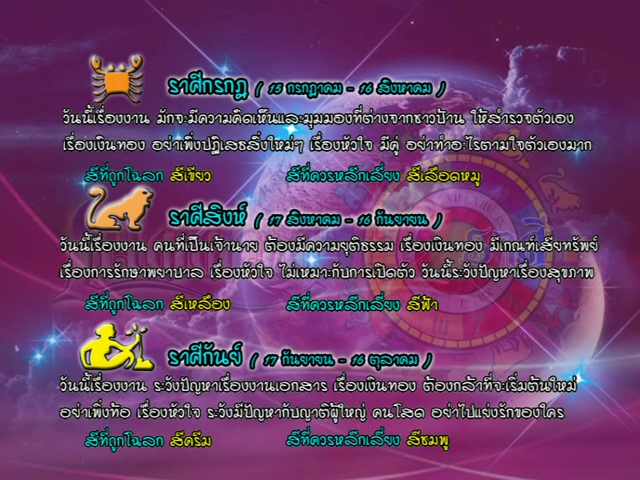 ราศีกรกฎ ( 15 กรกฎาคม - 16 สิงหาคม )
วันนี้เรื่องงาน มักจะมีความคิดเห็นและมุมมองที่ต่างจากชาวบ้าน ให้สำรวจตัวเอง
เรื่องเงินทอง อย่าเพิ่งปฏิเสธสิ่งใหม่ๆ เรื่องหัวใจ มีคู่ อย่าทำอะไรตามใจตัวเองมาก
สีที่ถูกโฉลก สีเขียว สีที่ควรหลีกเลี่ยง สีเลือดหมู
ราศีสิงห์ ( 17 สิงหาคม - 16 กันยายน )
วันนี้เรื่องงาน คนที่เป็นเจ้านาย ต้องมีความยุติธรรม เรื่องเงินทอง มีเกณฑ์เสียทรัพย์
เรื่องการรักษาพยาบาล เรื่องหัวใจ ไม่เหมาะกับการเปิดตัว วันนี้ระวังปัญหาเรื่องสุขภาพ
สีที่ถูกโฉลก สีเหลือง สีที่ควรหลีกเลี่ยง สีฟ้า
ราศีกันย์ ( 17 กันยายน - 16 ตุลาคม )
วันนี้เรื่องงาน ระวังปัญหาเรื่องงานเอกสาร เรื่องเงินทอง ต้องกล้าที่จะเริ่มต้นใหม่
อย่าเพิ่งท้อ เรื่องหัวใจ ระวังมีปัญหากับญาติผู้ใหญ่ คนโสด อย่าไปแย่งรักของใคร
สีที่ถูกโฉลก สีครีม สีที่ควรหลีกเลี่ยง สีชมพู